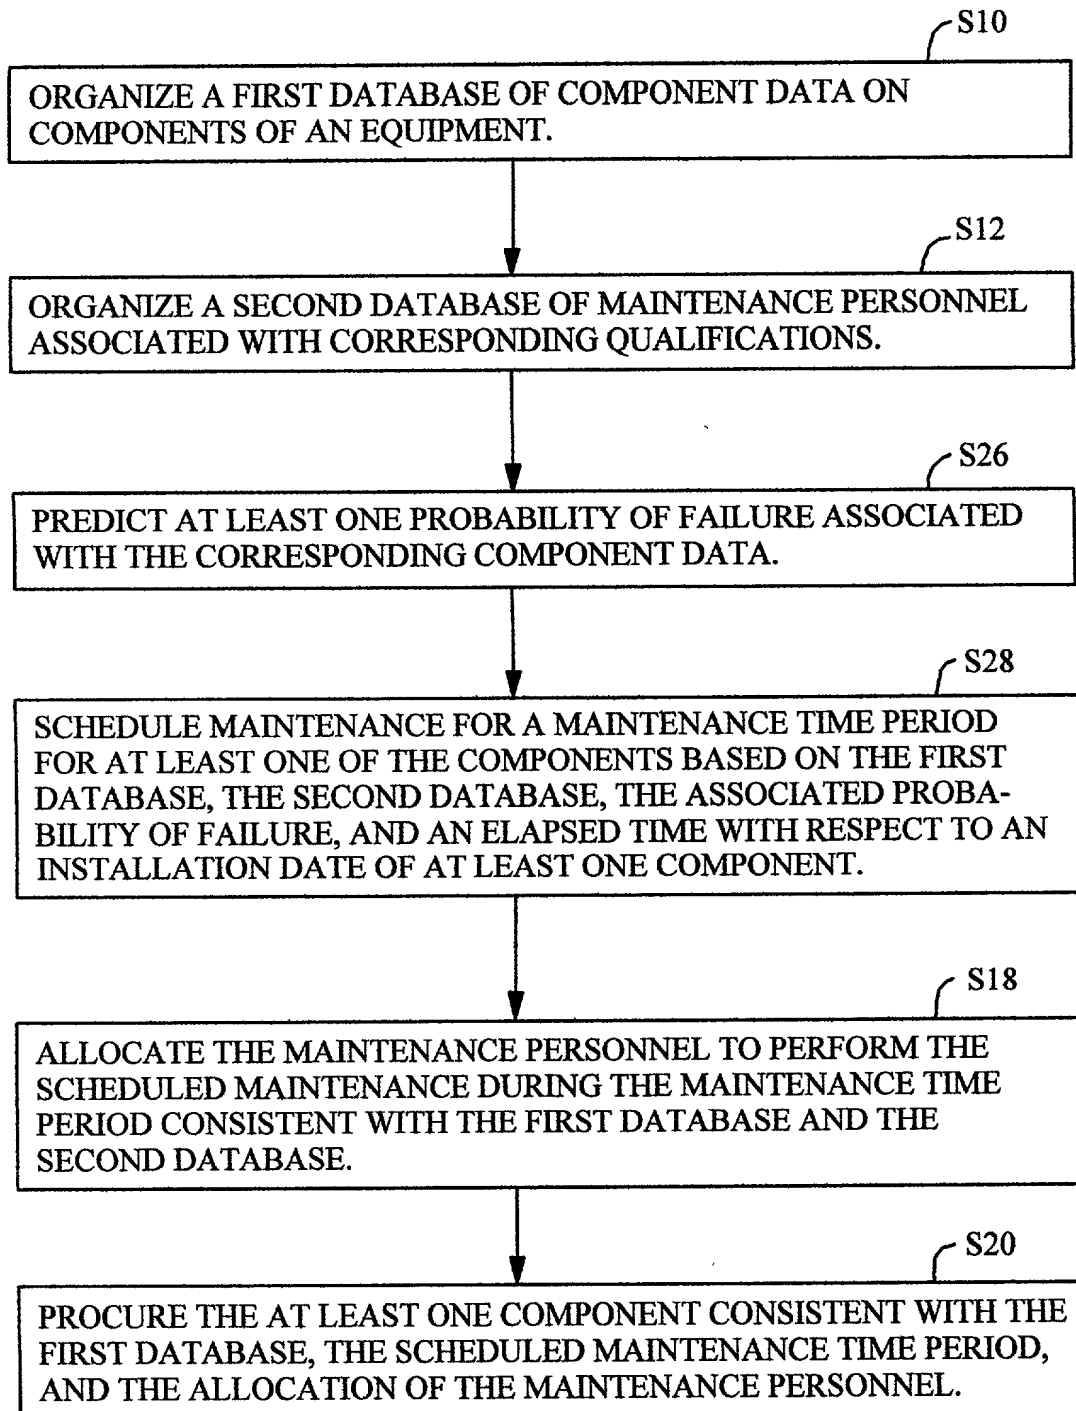 S10
ORGANIZE A FIRST DATABASE OF COMPONENT DATA ON
COMPONENTS OF AN EQUIPMENT.
S12
ORGANIZE A SECOND DATABASE OF MAINTENANCE PERSONNEL
ASSOCIATED WITH CORRESPONDING QUALIFICATIONS.
S26
PREDICT AT LEAST ONE PROBABILITY OF FAILURE ASSOCIATED
WITH THE CORRESPONDING COMPONENT DATA.
S28
SCHEDULE MAINTENANCE FOR A MAINTENANCE TIME PERIOD
FOR AT LEAST ONE OF THE COMPONENTS BASED ON THE FIRST
DATABASE, THE SECOND DATABASE, THE ASSOCIATED PROBA-
BILITY OF FAILURE, AND AN ELAPSED TIME WITH RESPECT TO AN
INSTALLATION DATE OF AT LEAST ONE COMPONENT.
S18
ALLOCATE THE MAINTENANCE PERSONNEL TO PERFORM THE
SCHEDULED MAINTENANCE DURING THE MAINTENANCE TIME
PERIOD CONSISTENT WITH THE FIRST DATABASE AND THE
SECOND DATABASE.
S20
PROCURE THE AT LEAST ONE COMPONENT CONSISTENT WITH THE
FIRST DATABASE, THE SCHEDULED MAINTENANCE TIME PERIOD,
AND THE ALLOCATION OF THE MAINTENANCE PERSONNEL.